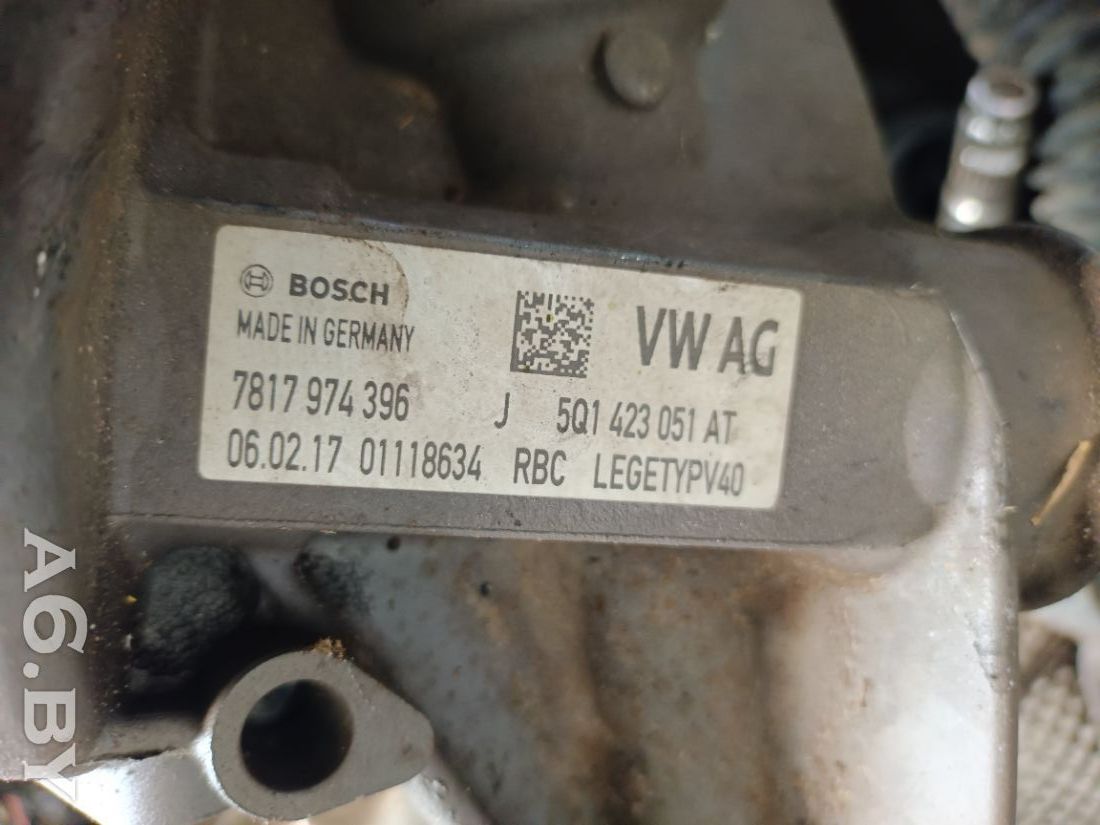 BOSCH
MADE IN GERMANY
VW AG
7817 974 396 J 5Q1 423 051 AT
06.02.17 01118634 RBC LEGETYPV40
A6.BY